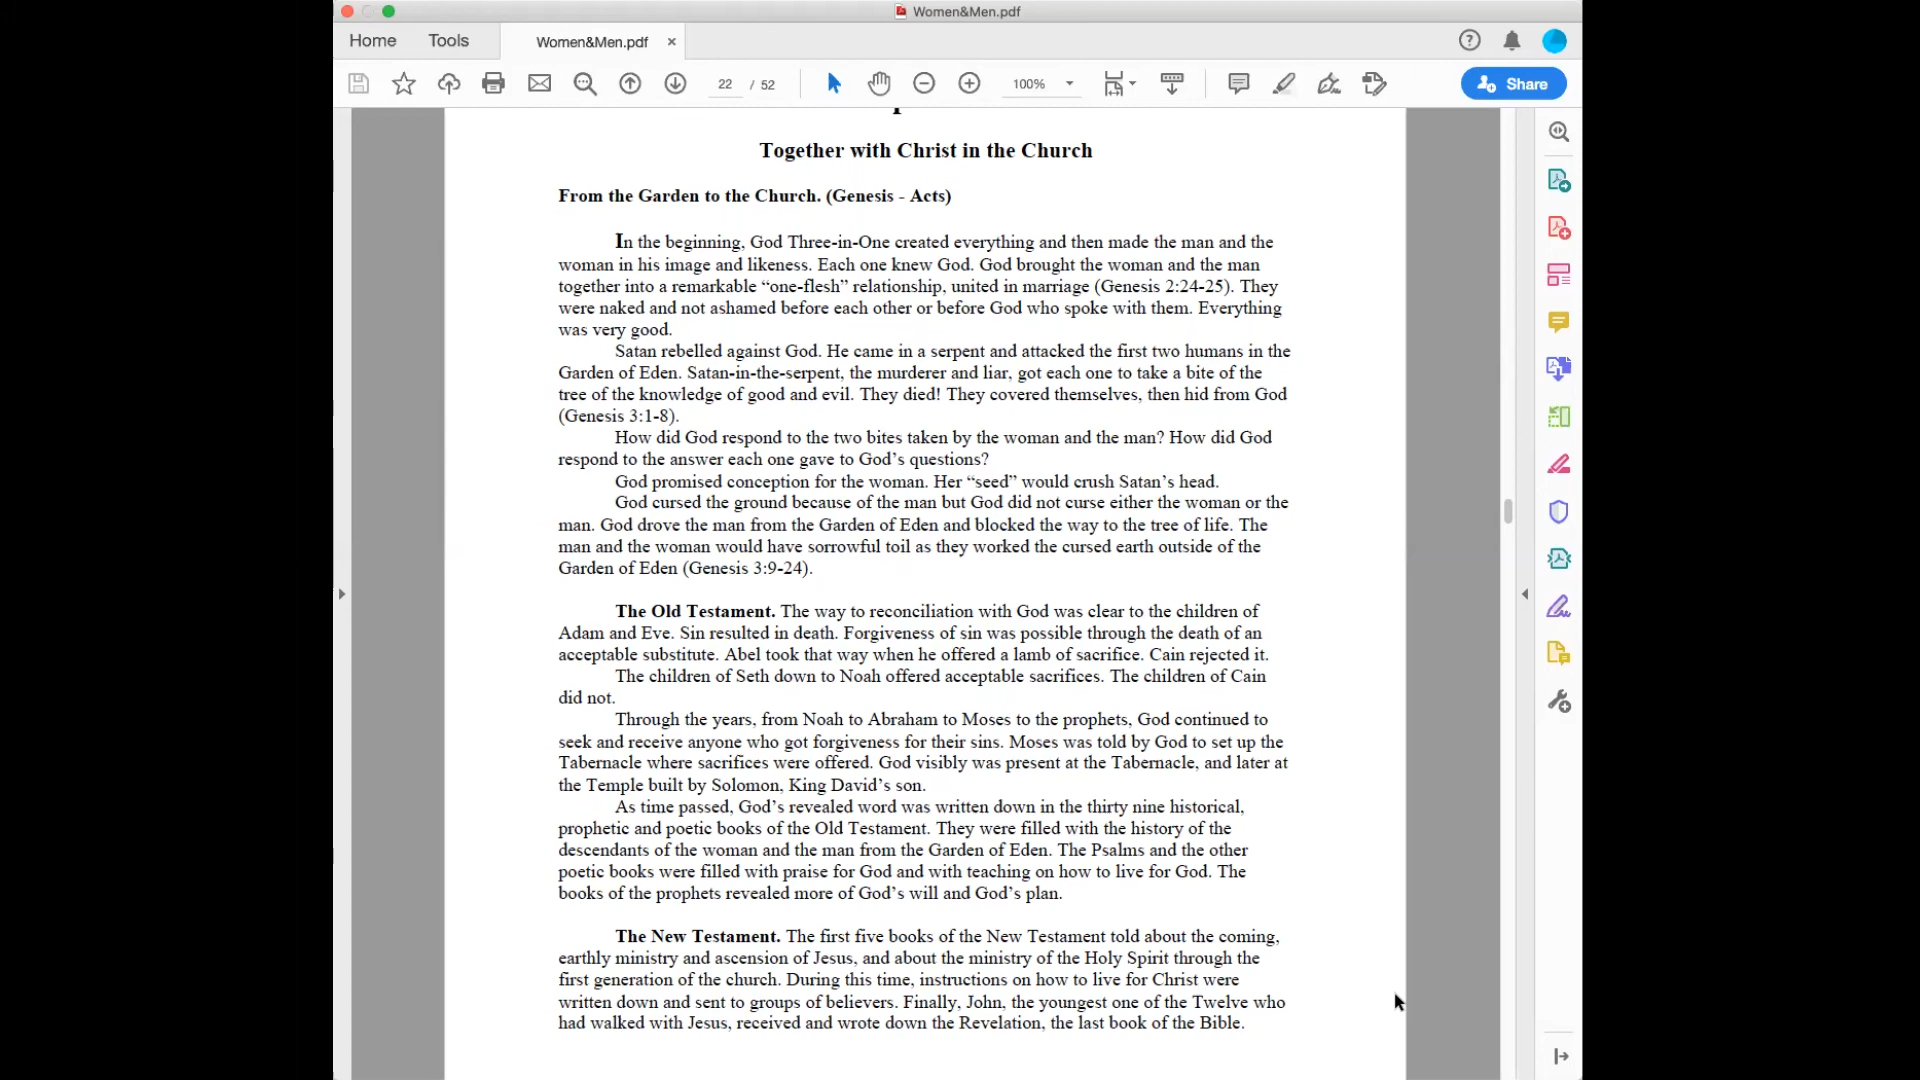 Women&Men.pdf
Home Tools Women&Men.pdf ×
22 / 52 100% Share
Together with Christ in the Church
From the Garden to the Church. (Genesis - Acts)
In the beginning, God Three-in-One created everything and then made the man and the
woman in his image and likeness. Each one knew God. God brought the woman and the man
together into a remarkable “one-flesh” relationship, united in marriage (Genesis 2:24-25). They
were naked and not ashamed before each other or before God who spoke with them. Everything
was very good.
Satan rebelled against God. He came in a serpent and attacked the first two humans in the
Garden of Eden. Satan-in-the-serpent, the murderer and liar, got each one to take a bite of the
tree of the knowledge of good and evil. They died! They covered themselves, then hid from God
(Genesis 3:1-8).
How did God respond to the two bites taken by the woman and the man? How did God
respond to the answer each one gave to God’s questions?
God promised conception for the woman. Her “seed” would crush Satan’s head.
God cursed the ground because of the man but God did not curse either the woman or the
man. God drove the man from the Garden of Eden and blocked the way to the tree of life. The
man and the woman would have sorrowful toil as they worked the cursed earth outside of the
Garden of Eden (Genesis 3:9-24).
The Old Testament. The way to reconciliation with God was clear to the children of
Adam and Eve. Sin resulted in death. Forgiveness of sin was possible through the death of an
acceptable substitute. Abel took that way when he offered a lamb of sacrifice. Cain rejected it.
The children of Seth down to Noah offered acceptable sacrifices. The children of Cain
did not.
Through the years, from Noah to Abraham to Moses to the prophets, God continued to
seek and receive anyone who got forgiveness for their sins. Moses was told by God to set up the
Tabernacle where sacrifices were offered. God visibly was present at the Tabernacle, and later at
the Temple built by Solomon, King David’s son.
As time passed, God’s revealed word was written down in the thirty nine historical,
prophetic and poetic books of the Old Testament. They were filled with the history of the
descendants of the woman and the man from the Garden of Eden. The Psalms and the other
poetic books were filled with praise for God and with teaching on how to live for God. The
books of the prophets revealed more of God’s will and God’s plan.
The New Testament. The first five books of the New Testament told about the coming,
earthly ministry and ascension of Jesus, and about the ministry of the Holy Spirit through the
first generation of the church. During this time, instructions on how to live for Christ were
written down and sent to groups of believers. Finally, John, the youngest one of the Twelve who
had walked with Jesus, received and wrote down the Revelation, the last book of the Bible.